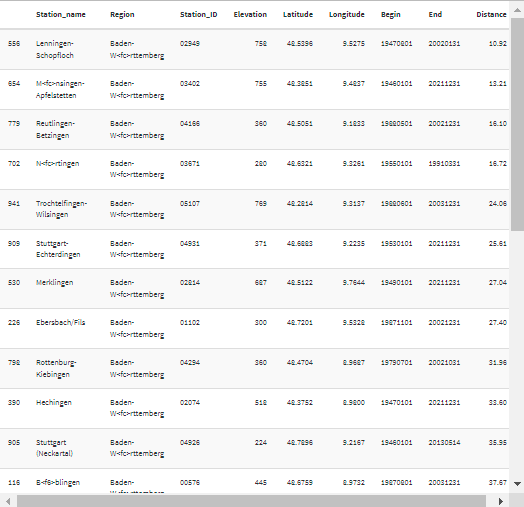 Station_name Region Station_ID Elevation Latitude Longitude Begin End Distance
556 Lenningen- Baden- 02949 758 48.5396 9.5275 19470801 20020131 10.92
Schopfloch W<fc>rttemberg
654 M<fc>nsingen- Baden- 03402 755 48.3851 9.4837 19460101 20211231 13.21
Apfelstetten W<fc>rttemberg
779 Reutlingen- Baden- 04166 360 48.5051 9.1833 19880501 20021231 16.10
Betzingen W<fc>rttemberg
702 N<fc>rtingen Baden- 03671 280 48.6321 9.3261 19550101 19910331 16.72
W<fc>rttemberg
941 Trochtelfingen- Baden- 05107 769 48.2814 9.3137 19880601 20031231 24.06
Wilsingen W<fc>rttemberg
909 Stuttgart- Baden- 04931 371 48.6883 9.2235 19530101 20211231 25.61
Echterdingen W<fc>rttemberg
530 Merklingen Baden- 02814 687 48.5122 9.7644 19490101 20211231 27.04
W<fc>rttemberg
226 Ebersbach/Fils Baden- 01102 300 48.7201 9.5328 19871101 20021231 27.40
W<fc>rttemberg
798 Rottenburg- Baden- 04294 360 48.4704 8.9687 19790701 20021031 31.96
Kiebingen W<fc>rttemberg
390 Hechingen Baden- 02074 518 48.3752 8.9800 19470101 20211231 33.60
W<fc>rttemberg
905 Stuttgart Baden- 04926 224 48.7896 9.2167 19460101 20130514 35.95
(Neckartal) W<fc>rttemberg
116 B<f6>blingen Baden- 00576 445 48.6759 8.9732 19870801 20031231 37.67
W<fc>rttemberg